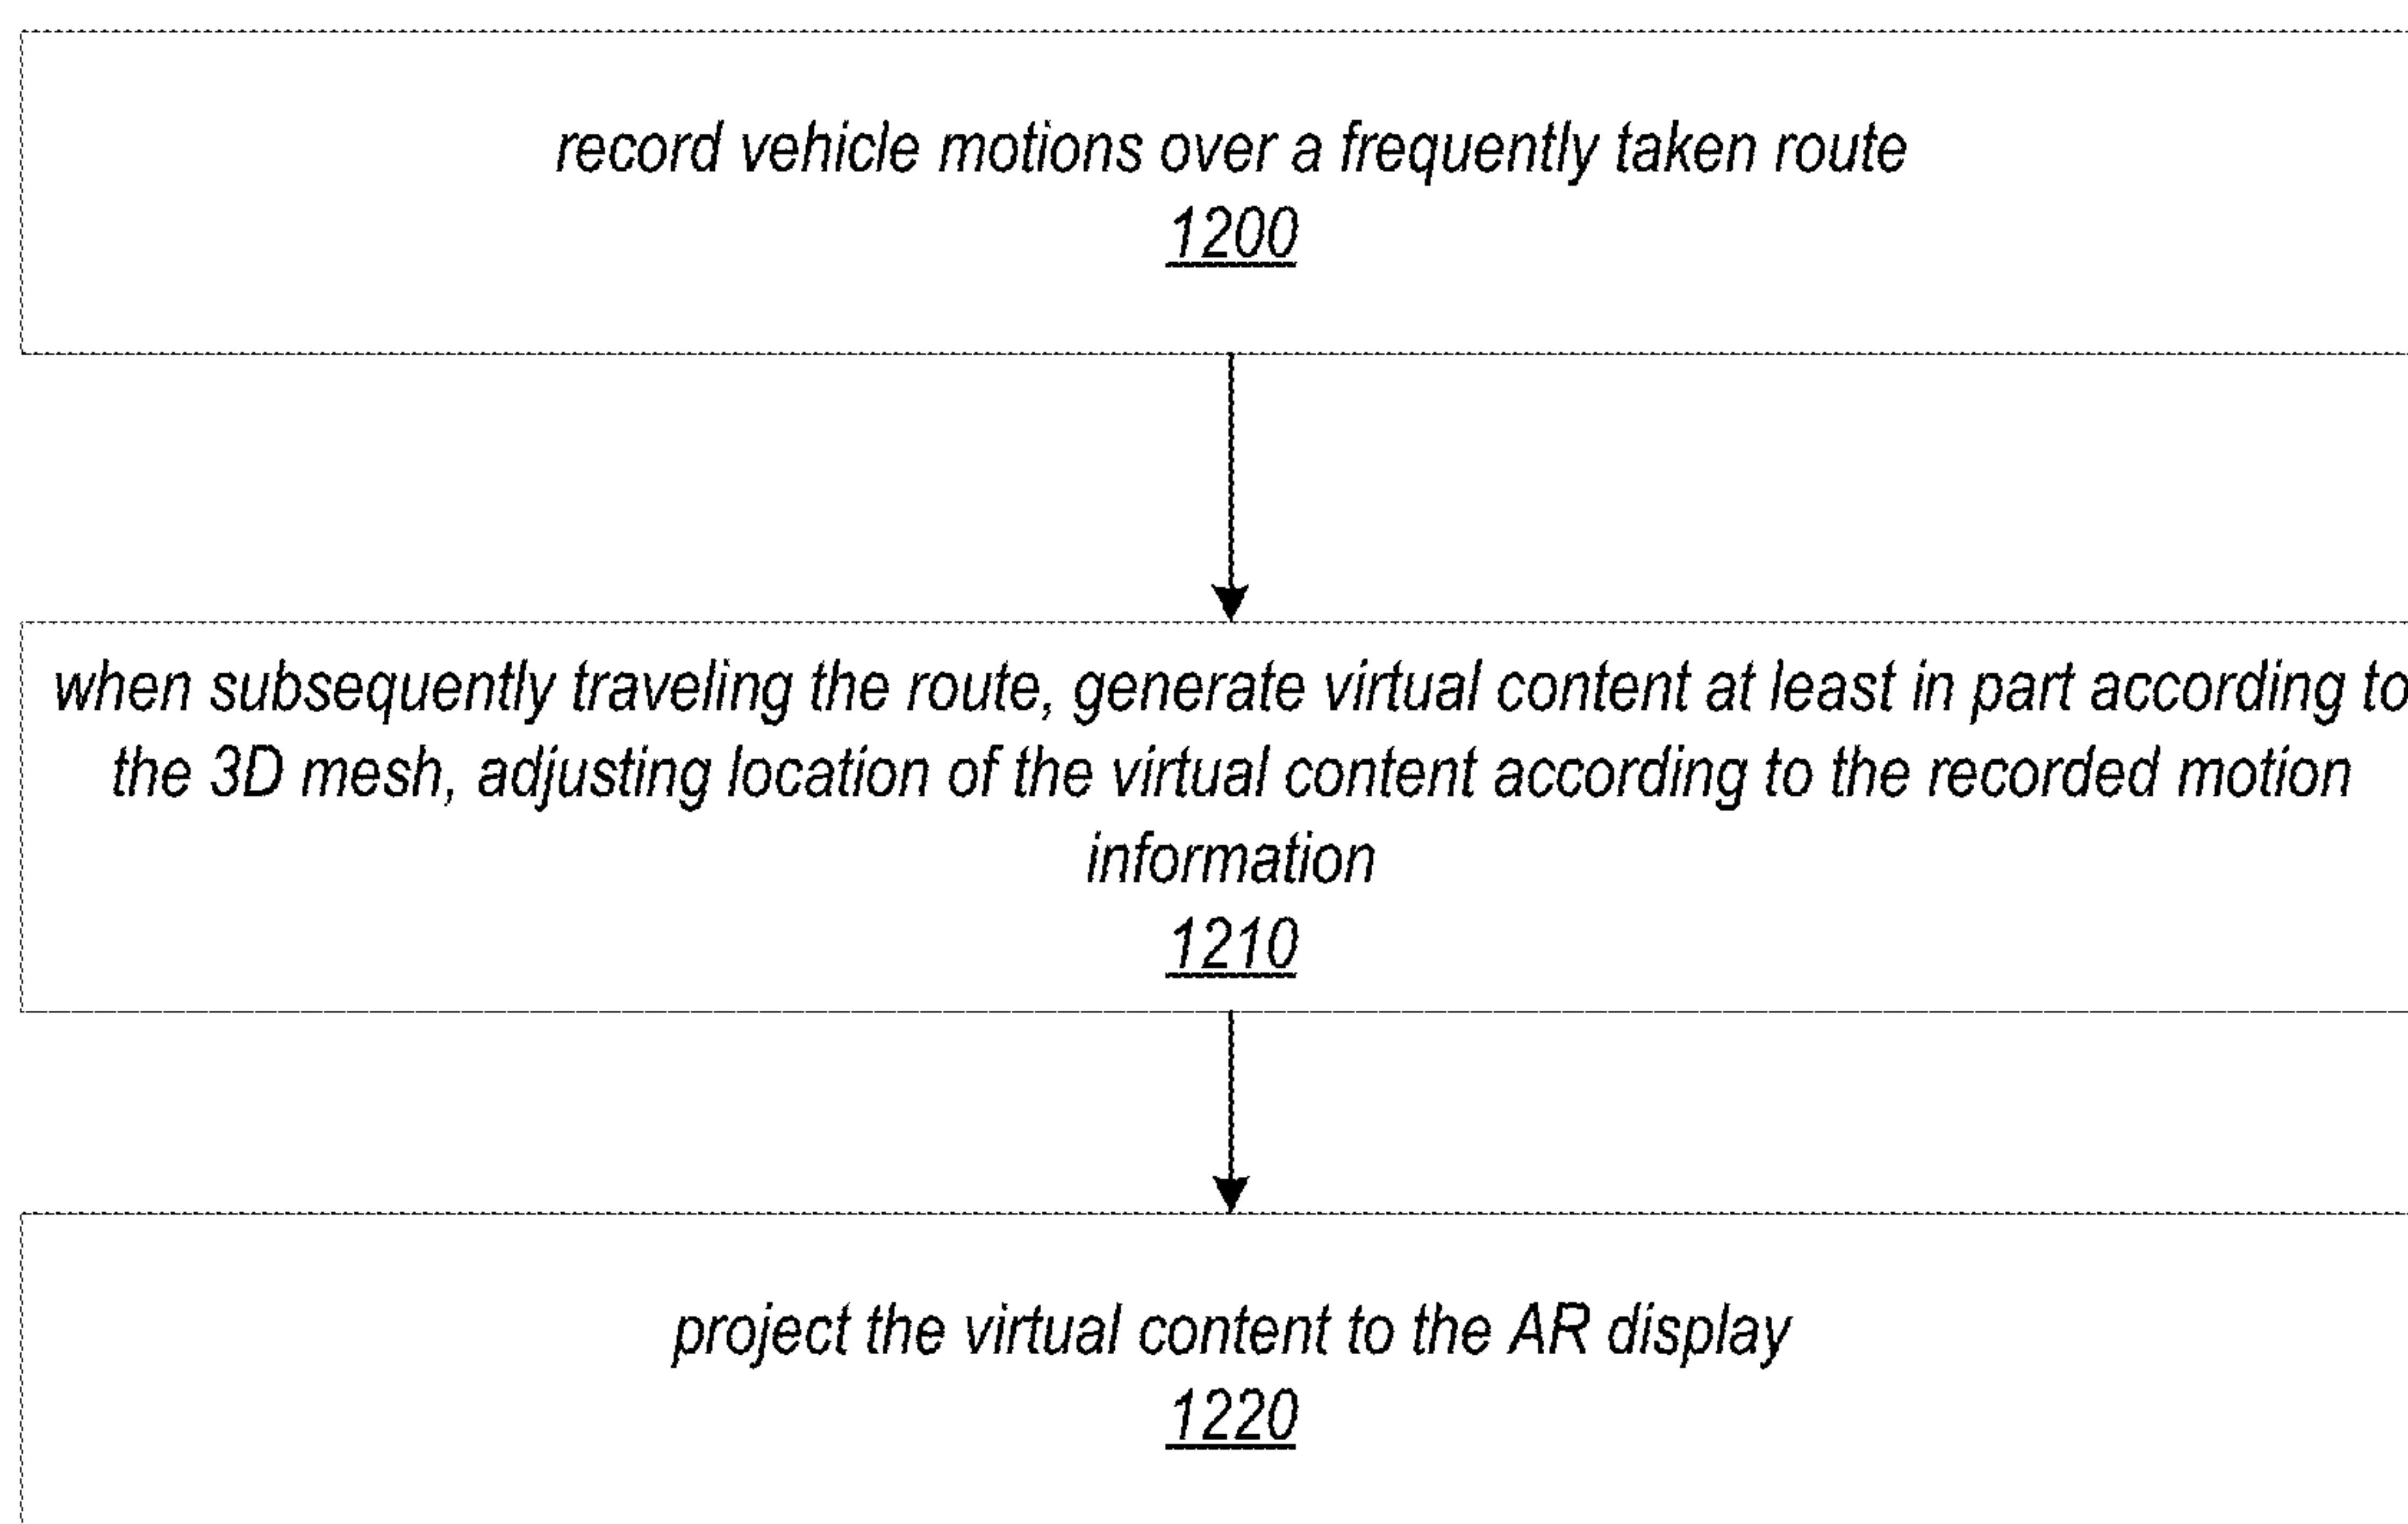 record vehicle motions over a frequently taken route
1200
when subsequently traveling the route, generate virtual content at least in part according to
the 3D mesh, adjusting location of the virtual content according to the recorded motion
information
1210
project the virtual content to the AR display
1220